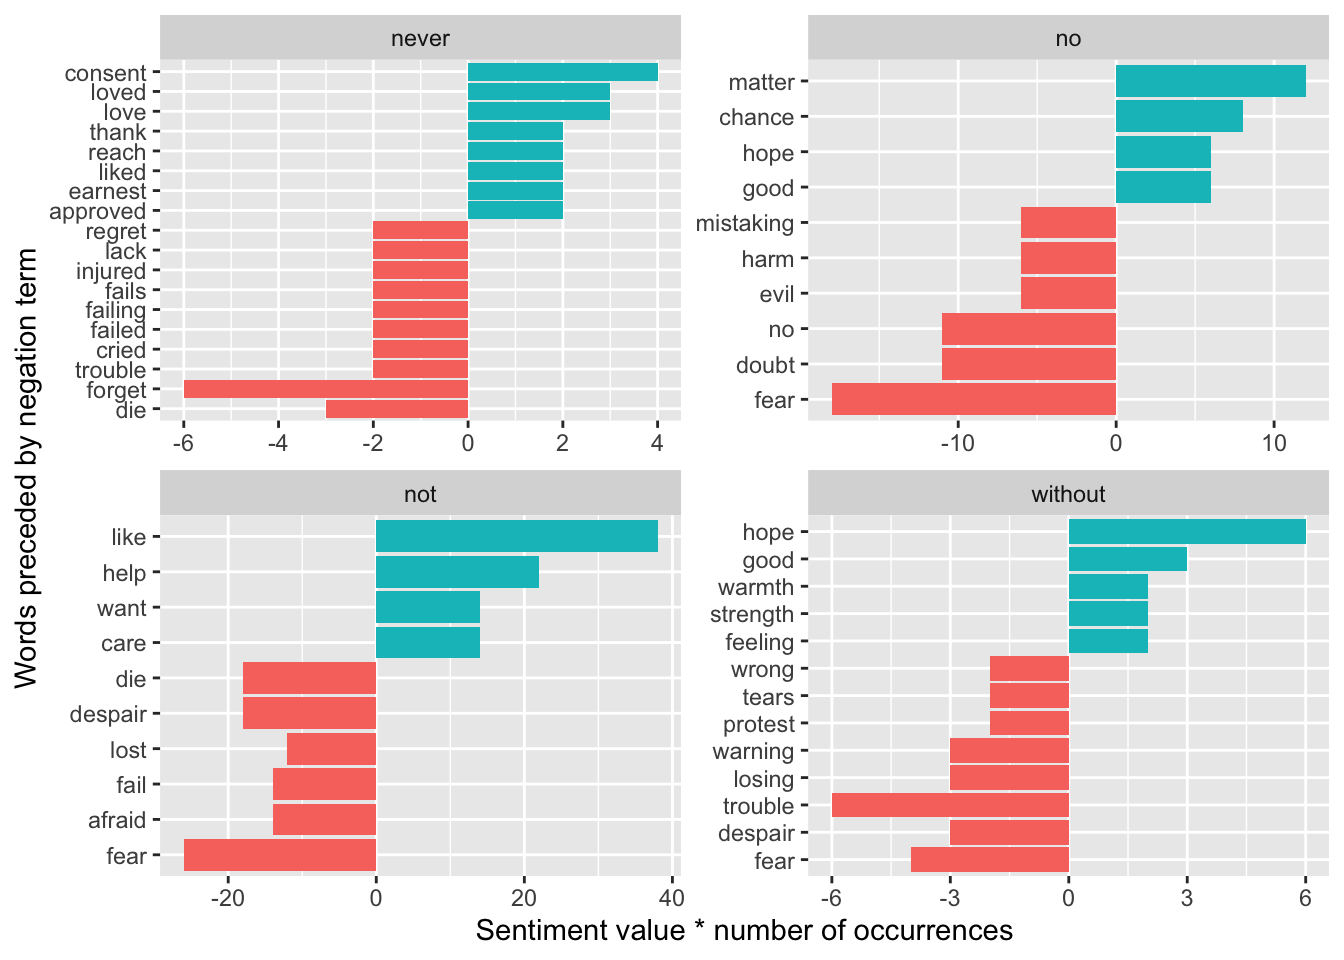 Words preceded by negation term
never
consent
loved
love
thank
reach
liked
earnest
approved
regret
lack
injured
fails
failing
failed
cried
trouble
forget
die
-6 -4 -2 0 2 4
no
matter
chance
hope
good
mistaking
harm
evil
no
doubt
fear
-10 0 10
not
like
help
want
care
die
despair
lost
fail
afraid
fear
-20 0 20 40
without
hope
good
warmth
strength
feeling
wrong
tears
protest
warning
losing
trouble
despair
fear
-6 -3 0 3 6
Sentiment value * number of occurrences